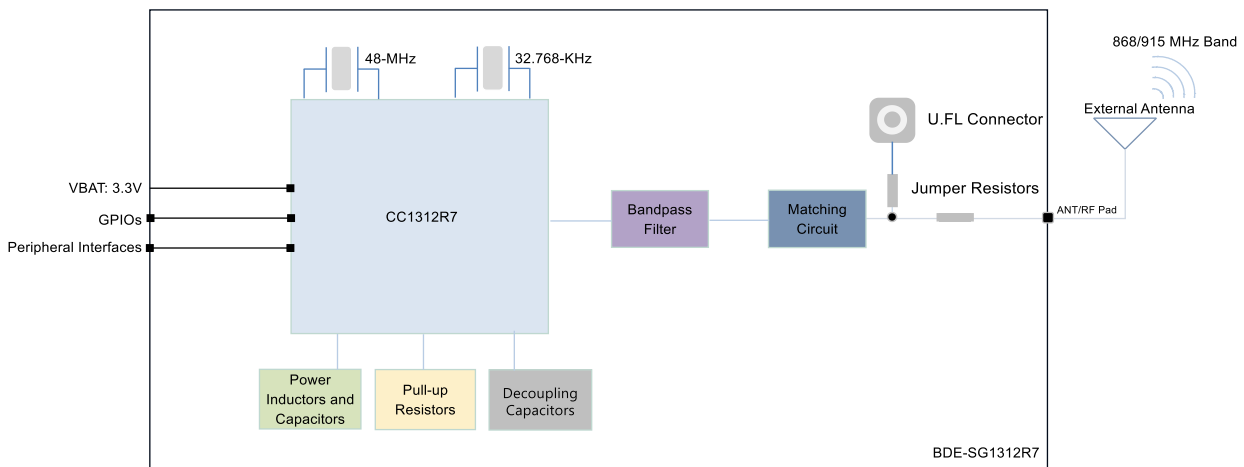 868/915 MHz Band
48-MHz
32.768-KHz
External Antenna
U.FL Connector
VBAT: 3.3V
GPIOs
Peripheral Interfaces
CC1312R7
Bandpass
Filter
Matching
Circuit
Jumper Resistors
ANT/RF Pad
Power
Inductors and
Capacitors
Pull-up
Resistors
Decoupling
Capacitors
BDE-SG1312R7